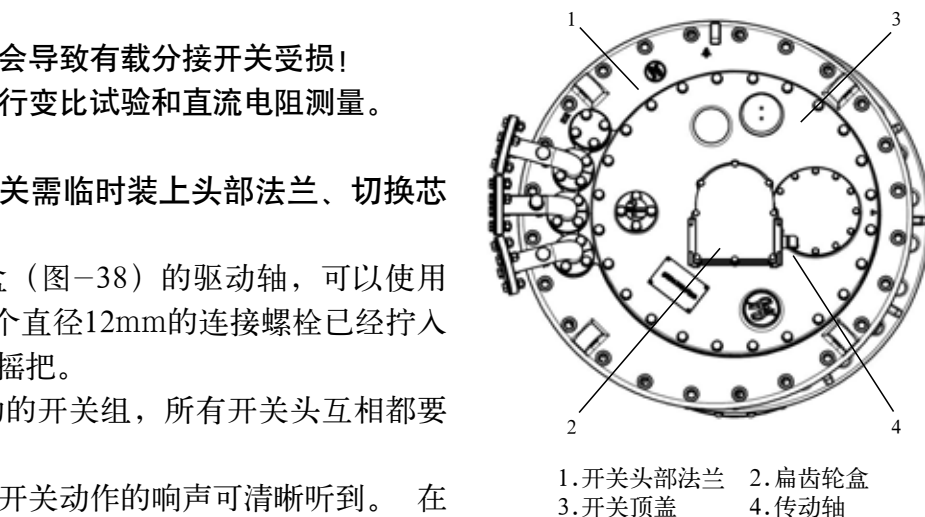 会导致有载分接开关受损！
行变比试验和直流电阻测量。
关需临时装上头部法兰、切换芯
盒（图-38）的驱动轴，可以使用
个直径12mm的连接螺栓已经拧入
摇把。
的开关组，所有开关头互相都要
开关动作的响声可清晰听到。 在
1
3
2
4
1.开关头部法兰 2.扁齿轮盒
3.开关顶盖 4.传动轴